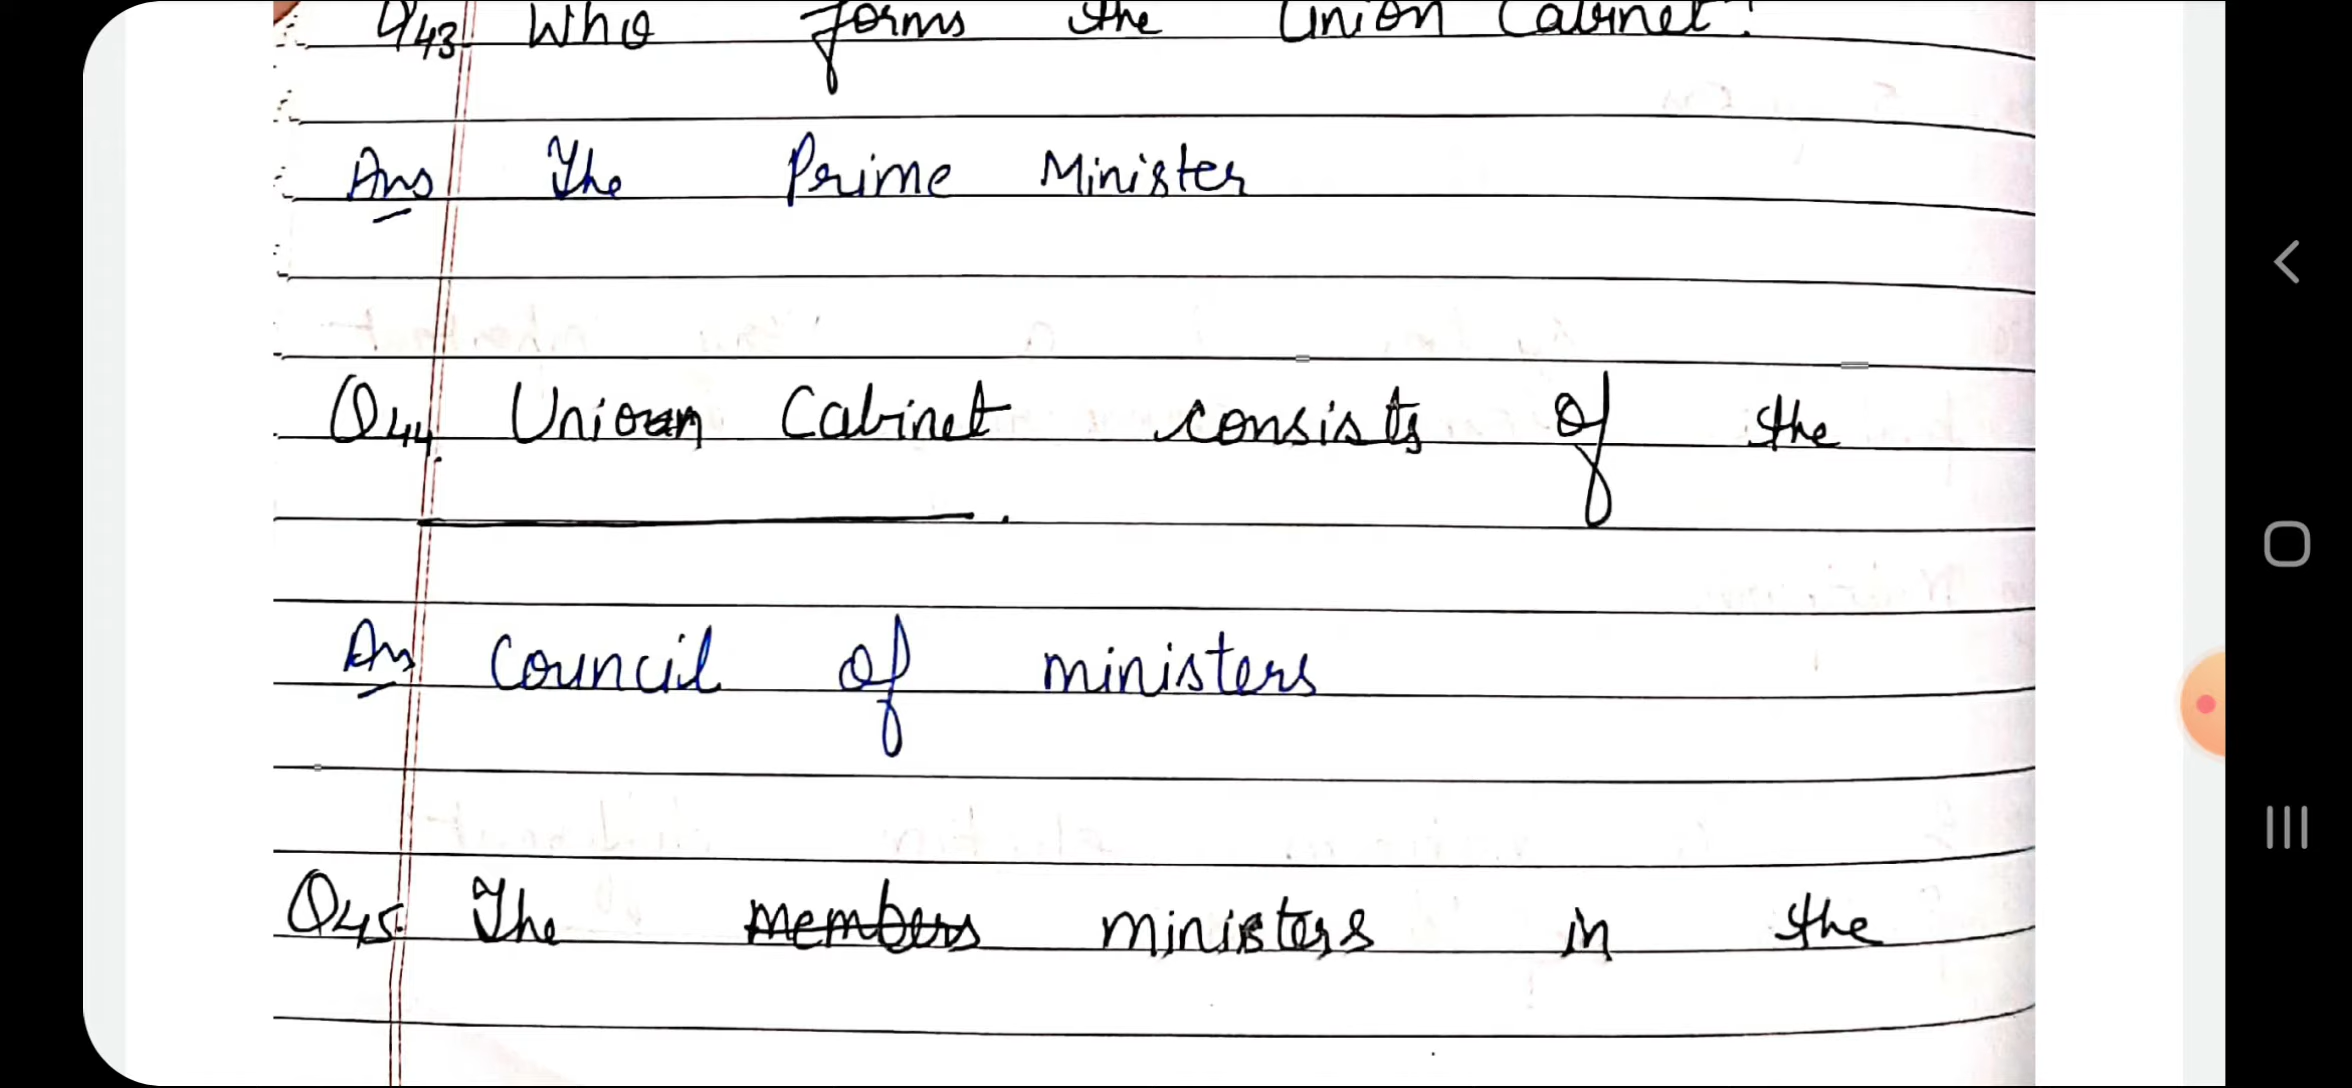 Q43. Who forms the Union Cabinet?
Ans The Prime Minister
Q44. Union Cabinet consists of the
__________.
Ans Council of ministers
Q45. The members ministers in the